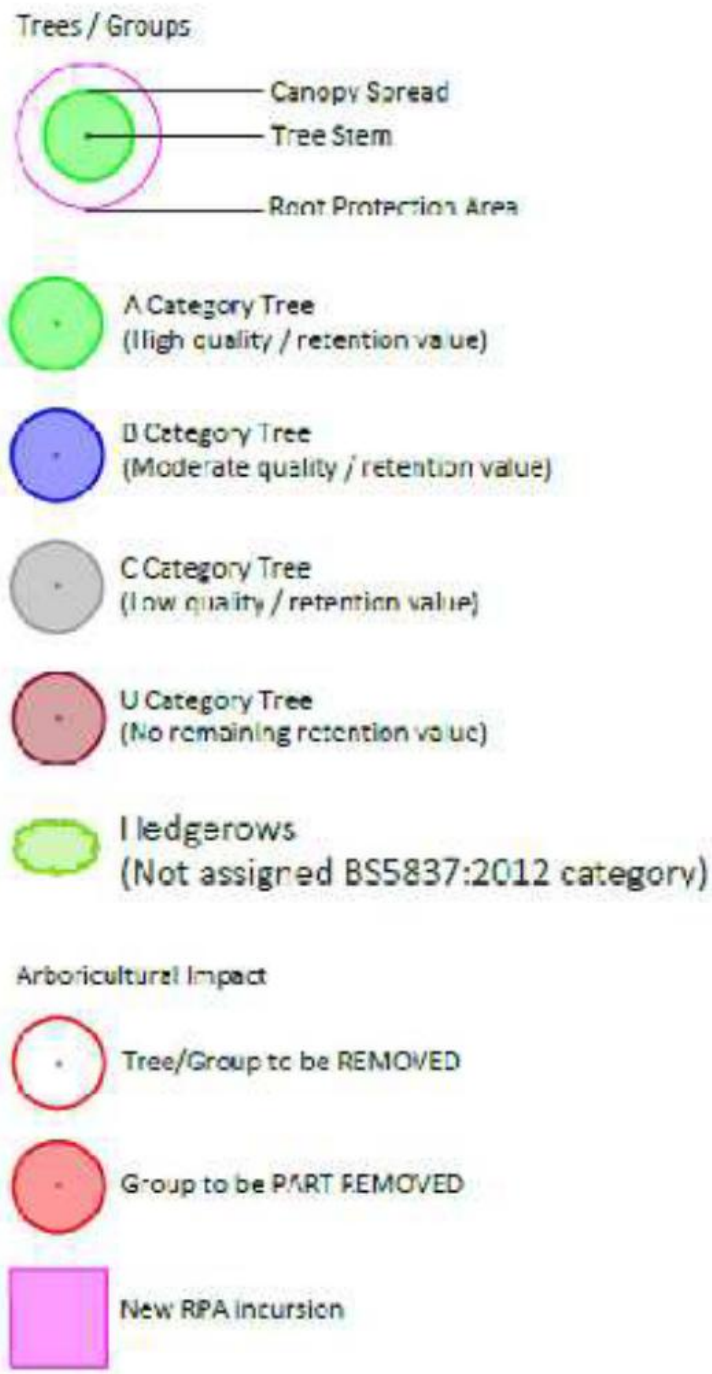 Trees / Groups
Canopy Spread
Tree Stem
Root Protection Area
A Category Tree
(High quality / retention value)
B Category Tree
(Moderate quality / retention value)
C Category Tree
(Low quality / retention value)
U Category Tree
(No remaining retention value)
Hedgerows
(Not assigned BS5837:2012 category)
Arboricultural Impact
Tree/Group to be REMOVED
Group to be PART REMOVED
New RPA incursion